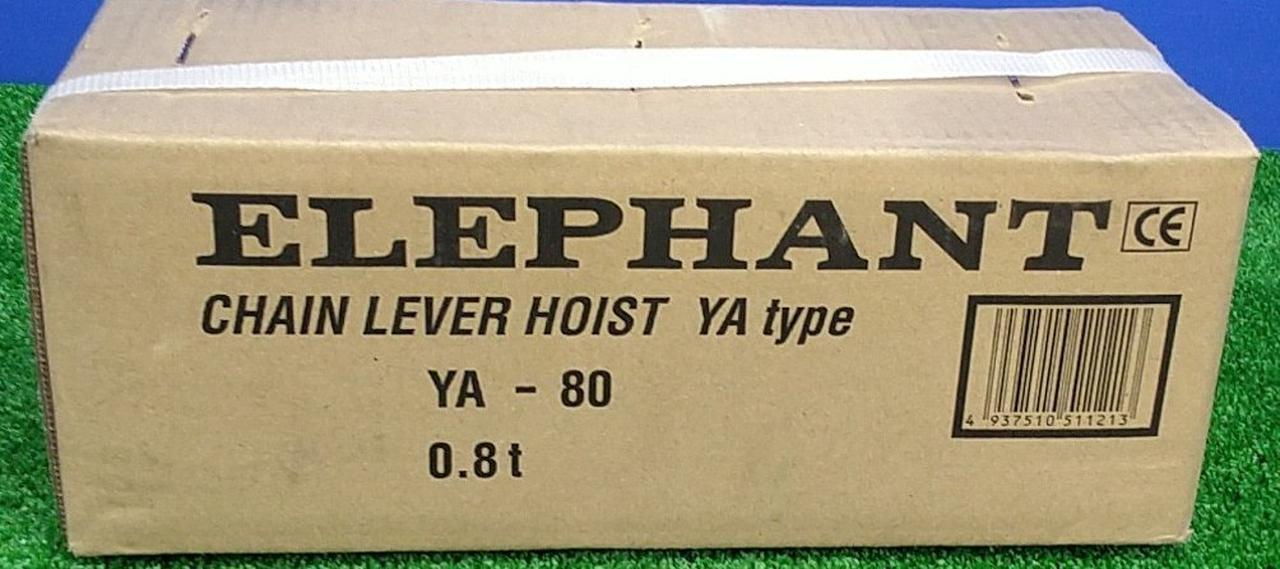 ELEPHANT CE
CHAIN LEVER HOIST YA type
YA - 80
0.8t
4 937510 511213